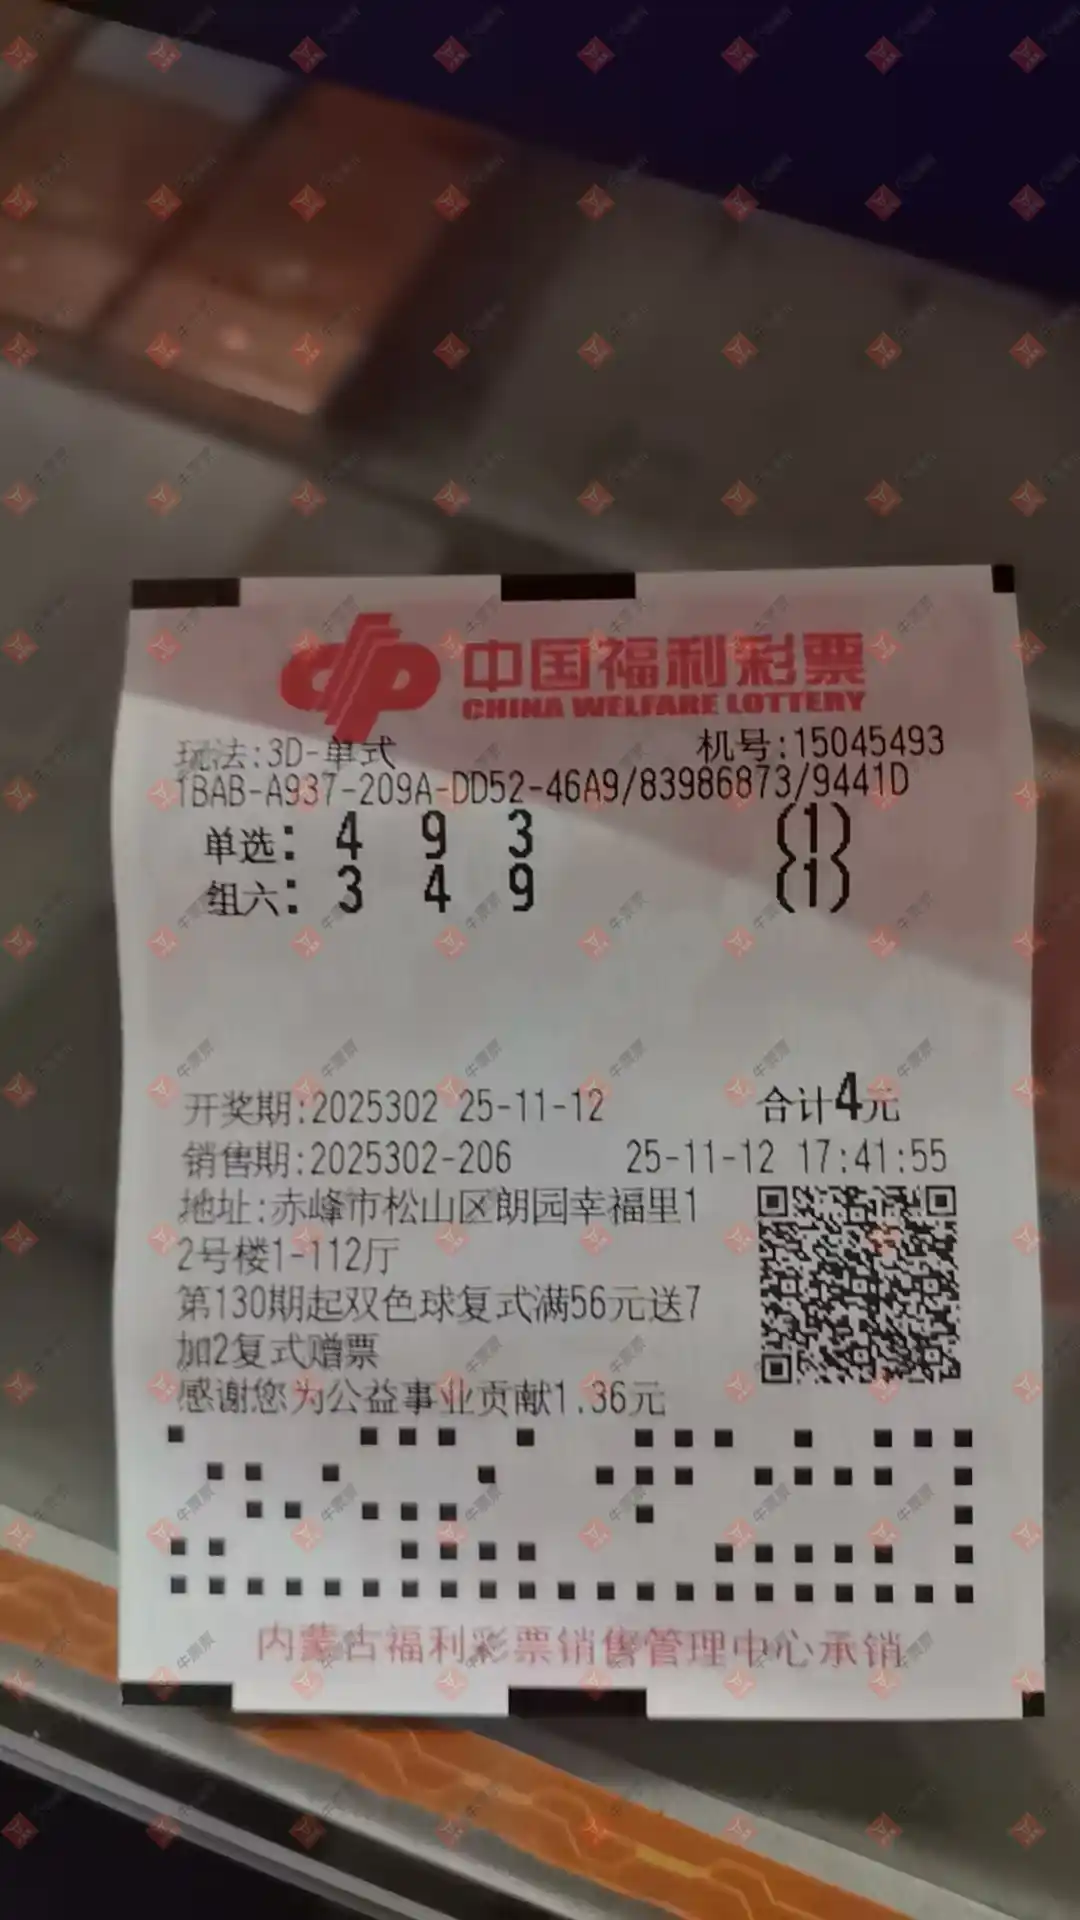 中国福利彩票
CHINA WELFARE LOTTERY
玩法:3D-单式 机号:15045493
1BAB-A937-209A-DD52-46A9/83986873/9441D
单选: 4 9 3 (1)
组六: 3 4 9 (1)
开奖期:2025302 25-11-12 合计4元
销售期:2025302-206 25-11-12 17:41:55
地址:赤峰市松山区朗园幸福里1
2号楼1-112厅
第130期起双色球复式满56元送7
加2复式赠票
感谢您为公益事业贡献1.36元
内蒙古福利彩票销售管理中心承销